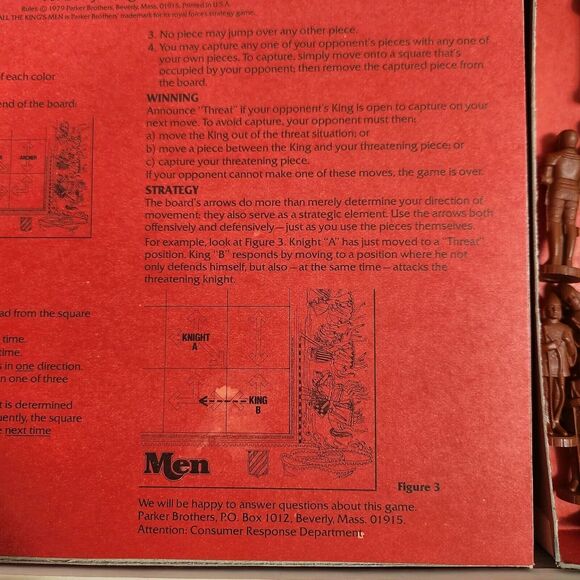 Rules © 1979 Parker Brothers, Beverly, Mass. 01915. Printed in U.S.A.
ALL THE KING'S MEN is Parker Brothers' trademark for its royal forces strategy game.
of each color
end of the board:
ARCHER
ad from the square
time.
time.
s in one direction.
n one of three
t is determined
quently, the square
e next time
3. No piece may jump over any other piece.
4. You may capture any one of your opponent's pieces with any one of
your own pieces. To capture, simply move onto a square that's
occupied by your opponent; then remove the captured piece from
the board.
WINNING
Announce "Threat" if your opponent's King is open to capture on your
next move. To avoid capture, your opponent must then:
a) move the King out of the threat situation; or
b) move a piece between the King and your threatening piece; or
c) capture your threatening piece.
If your opponent cannot make one of these moves, the game is over.
STRATEGY
The board's arrows do more than merely determine your direction of
movement; they also serve as a strategic element. Use the arrows both
offensively and defensively—just as you use the pieces themselves.
For example, look at Figure 3. Knight "A" has just moved to a "Threat"
position. King "B" responds by moving to a position where he not
only defends himself, but also—at the same time—attacks the
threatening knight.
KNIGHT
A
KING
B
Men
Figure 3
We will be happy to answer questions about this game.
Parker Brothers, P.O. Box 1012, Beverly, Mass. 01915.
Attention: Consumer Response Department.